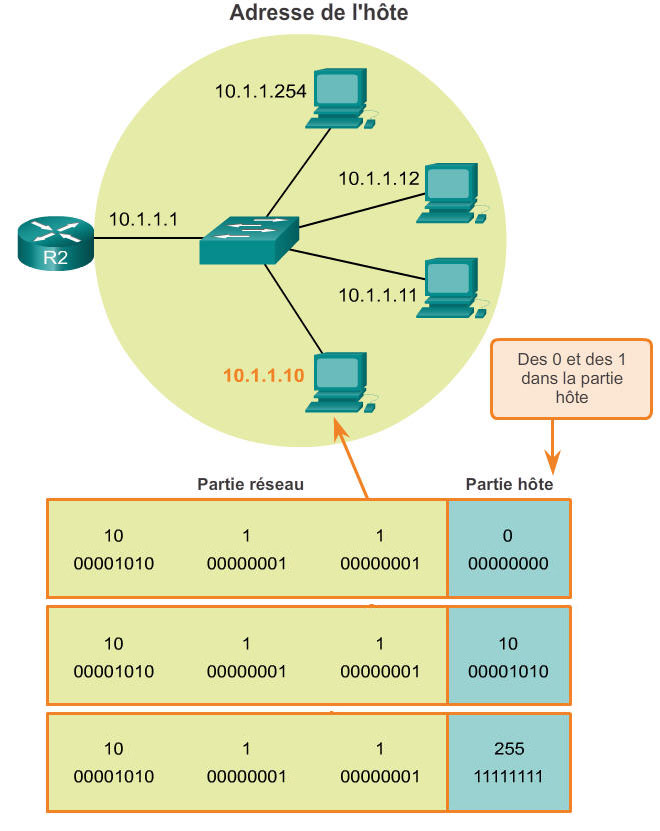 Adresse de l'hôte
10.1.1.254
10.1.1.12
10.1.1.1
R2
10.1.1.11
10.1.1.10
Des 0 et des 1
dans la partie
hôte
Partie réseau Partie hôte
10 1 1 0
00001010 00000001 00000001 00000000
10 1 1 10
00001010 00000001 00000001 00001010
10 1 1 255
00001010 00000001 00000001 11111111